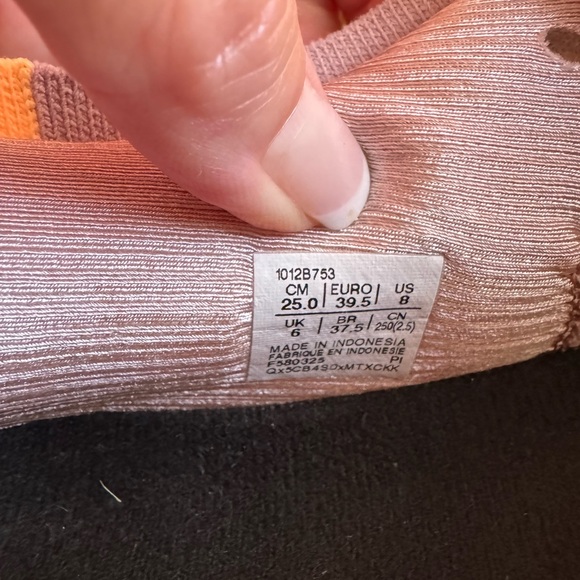 1012B753
CM | EURO | US
25.0 | 39.5 | 8
UK | BR | CN
6 | 37.5 | 250(2.5)
MADE IN INDONESIA
FABRIQUE EN INDONESIE
F580325 PI